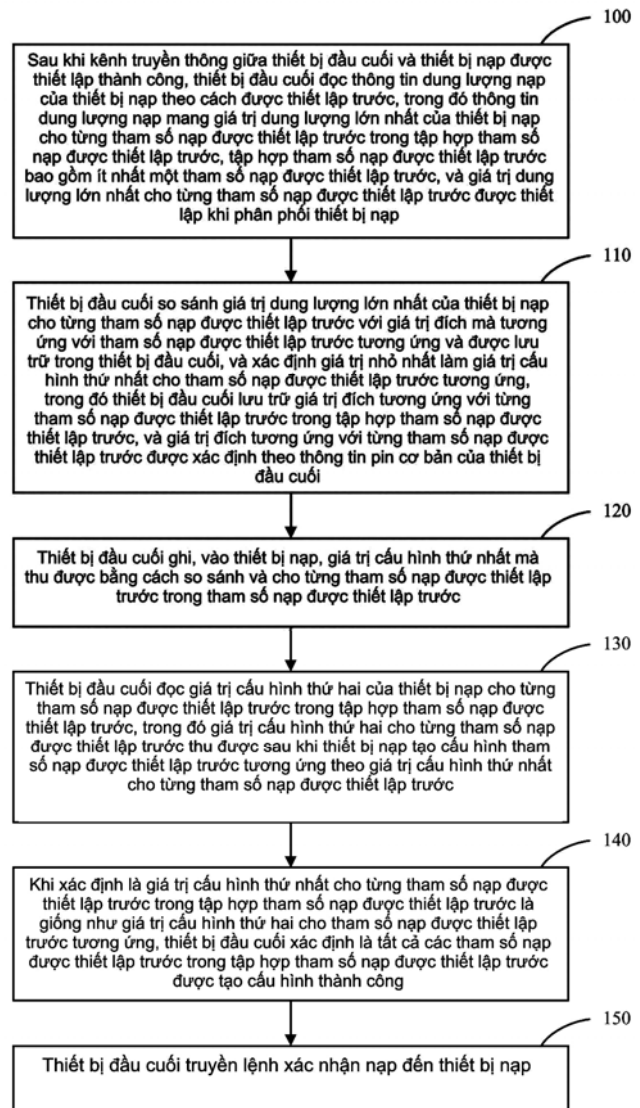 100
Sau khi kênh truyền thông giữa thiết bị đầu cuối và thiết bị nạp được
thiết lập thành công, thiết bị đầu cuối đọc thông tin dung lượng nạp
của thiết bị nạp theo cách được thiết lập trước, trong đó thông tin
dung lượng nạp mang giá trị dung lượng lớn nhất của thiết bị nạp
cho từng tham số nạp được thiết lập trước trong tập hợp tham số
nạp được thiết lập trước, tập hợp tham số nạp được thiết lập trước
bao gồm ít nhất một tham số nạp được thiết lập trước, và giá trị dung
lượng lớn nhất cho từng tham số nạp được thiết lập trước được thiết
lập khi phân phối thiết bị nạp
110
Thiết bị đầu cuối so sánh giá trị dung lượng lớn nhất của thiết bị nạp
cho từng tham số nạp được thiết lập trước với giá trị đích mà tương
ứng với tham số nạp được thiết lập trước tương ứng và được lưu
trữ trong thiết bị đầu cuối, và xác định giá trị nhỏ nhất làm giá trị cấu
hình thứ nhất cho tham số nạp được thiết lập trước tương ứng,
trong đó thiết bị đầu cuối lưu trữ giá trị đích tương ứng với từng
tham số nạp được thiết lập trước trong tập hợp tham số nạp được
thiết lập trước, và giá trị đích tương ứng với từng tham số nạp được
thiết lập trước được xác định theo thông tin pin cơ bản của thiết bị
đầu cuối
120
Thiết bị đầu cuối ghi, vào thiết bị nạp, giá trị cấu hình thứ nhất mà
thu được bằng cách so sánh và cho từng tham số nạp được thiết lập
trước trong tham số nạp được thiết lập trước
130
Thiết bị đầu cuối đọc giá trị cấu hình thứ hai của thiết bị nạp cho từng
tham số nạp được thiết lập trước trong tập hợp tham số nạp được
thiết lập trước, trong đó giá trị cấu hình thứ hai cho từng tham số nạp
được thiết lập trước thu được sau khi thiết bị nạp tạo cấu hình tham
số nạp được thiết lập trước tương ứng theo giá trị cấu hình thứ nhất
cho từng tham số nạp được thiết lập trước
140
Khi xác định là giá trị cấu hình thứ nhất cho từng tham số nạp được
thiết lập trước trong tập hợp tham số nạp được thiết lập trước là
giống như giá trị cấu hình thứ hai cho tham số nạp được thiết lập
trước tương ứng, thiết bị đầu cuối xác định là tất cả các tham số nạp
được thiết lập trước trong tập hợp tham số nạp được thiết lập trước
được tạo cấu hình thành công
150
Thiết bị đầu cuối truyền lệnh xác nhận nạp đến thiết bị nạp